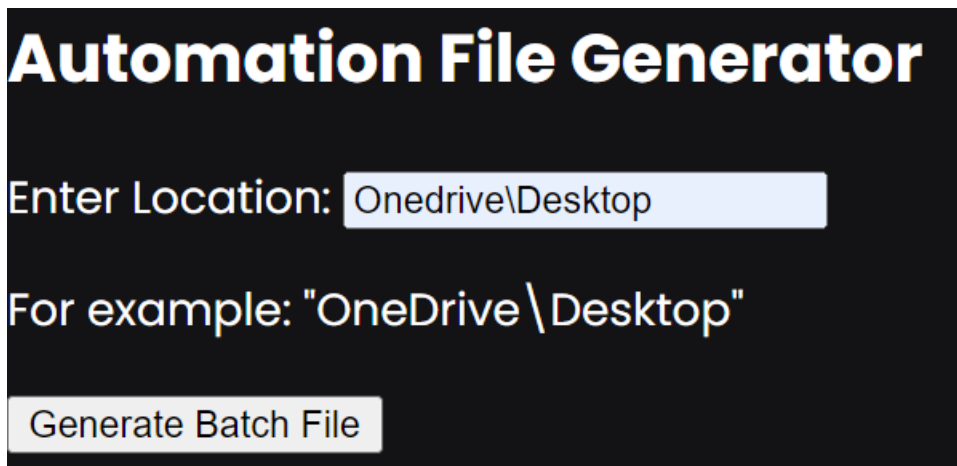 Automation File Generator
Enter Location: Onedrive\Desktop
For example: "OneDrive\Desktop"
Generate Batch File